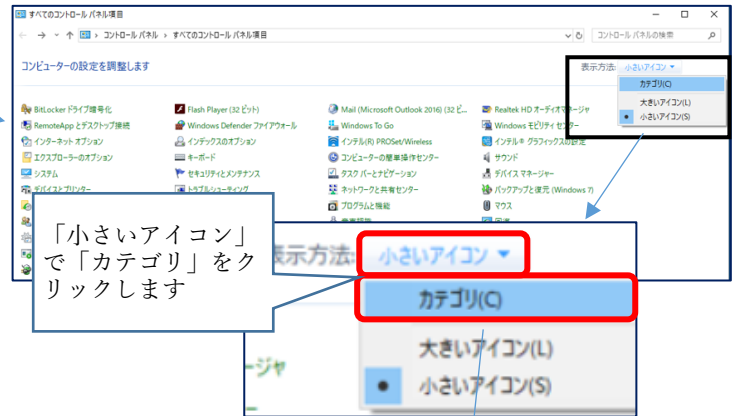 すべてのコントロール パネル項目
コントロール パネル › すべてのコントロール パネル項目
コントロール パネルの検索
コンピューターの設定を調整します
表示方法: 小さいアイコン
カテゴリ(C)
大きいアイコン(L)
小さいアイコン(S)
BitLocker ドライブ暗号化
Flash Player (32 ビット)
Mail (Microsoft Outlook 2016) (32 ビ...
Realtek HD オーディオマネージャ
RemoteApp とデスクトップ接続
Windows Defender ファイアウォール
Windows To Go
Windows モビリティ センター
インターネット オプション
インデックスのオプション
インテル(R) PROSet/Wireless
インテル® グラフィックスの設定
エクスプローラーのオプション
キーボード
コンピューターの簡単操作センター
サウンド
システム
セキュリティとメンテナンス
タスク バーとナビゲーション
デバイス マネージャー
デバイスとプリンター
トラブルシューティング
ネットワークと共有センター
バックアップと復元 (Windows 7)
プログラムと機能
マウス
「小さいアイコン」
で「カテゴリ」をク
リックします
表示方法: 小さいアイコン
カテゴリ(C)
大きいアイコン(L)
ージャ
小さいアイコン(S)